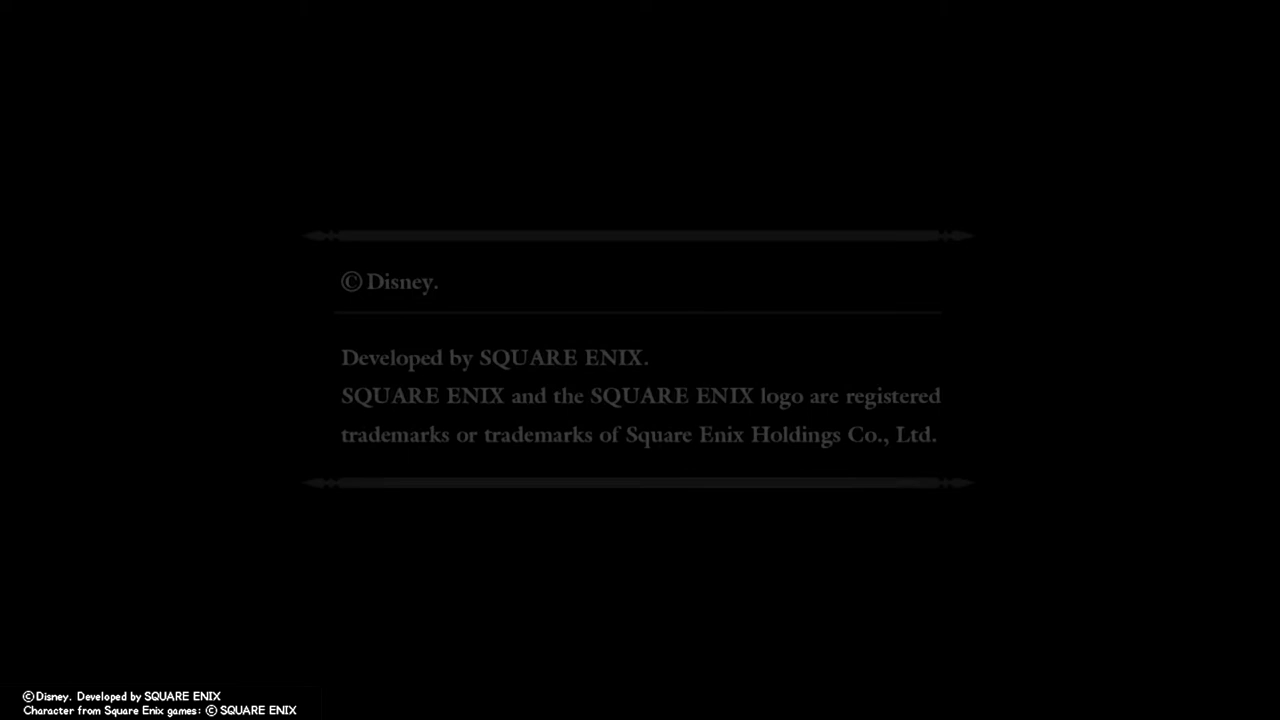 © Disney.
Developed by SQUARE ENIX.
SQUARE ENIX and the SQUARE ENIX logo are registered
trademarks or trademarks of Square Enix Holdings Co., Ltd.
© Disney. Developed by SQUARE ENIX
Character from Square Enix games: © SQUARE ENIX